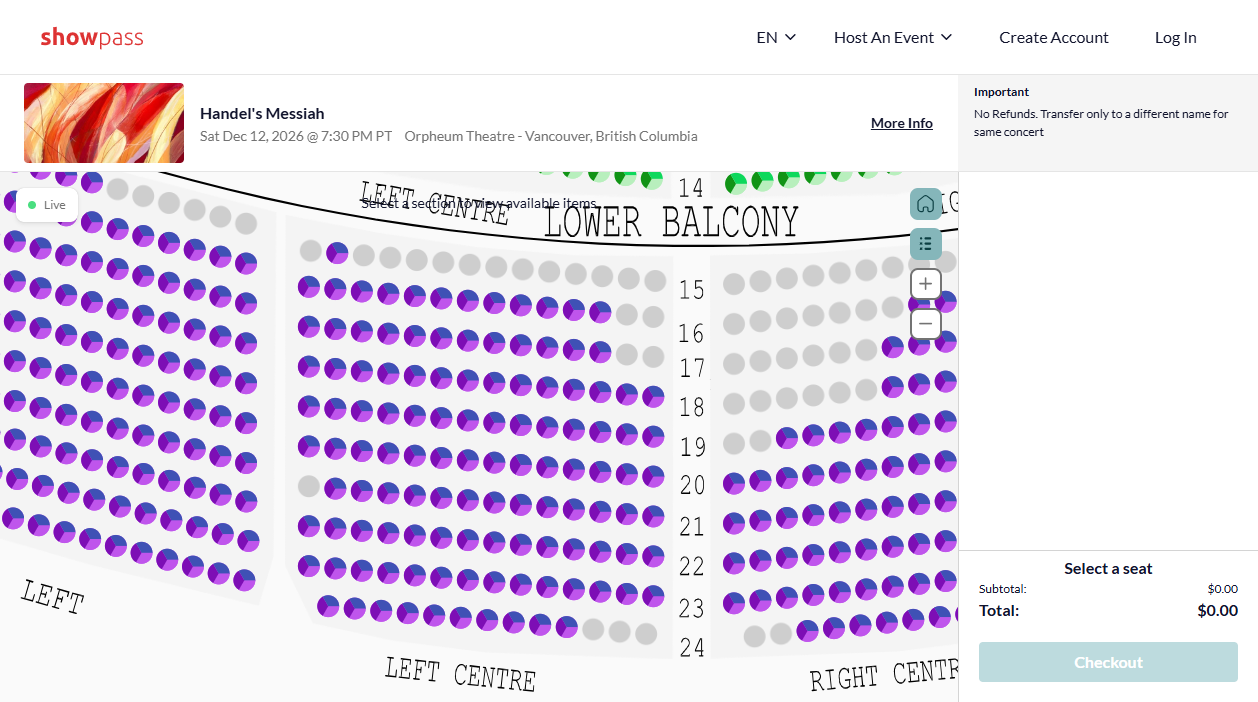 showpass
EN
Host An Event
Create Account
Log In
Handel's Messiah
Sat Dec 12, 2026 @ 7:30 PM PT
Orpheum Theatre - Vancouver, British Columbia
More Info
Important
No Refunds. Transfer only to a different name for
same concert
Live
Select a section to view available items.
LEFT CENTRE
14
LOWER BALCONY
15
16
17
18
19
20
21
22
23
24
LEFT
LEFT CENTRE
RIGHT CENTR
Select a seat
Subtotal:
$0.00
Total:
$0.00
Checkout